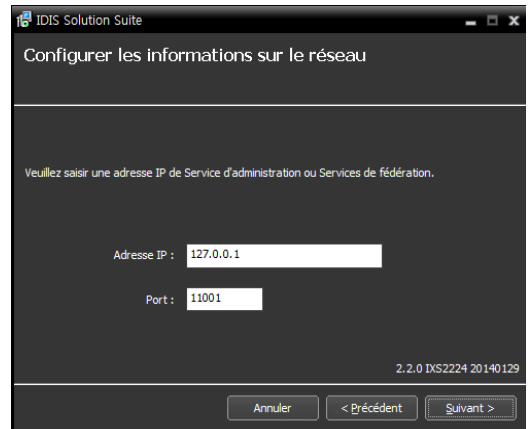 IDIS Solution Suite
Configurer les informations sur le réseau
Veuillez saisir une adresse IP de Service d'administration ou Services de fédération.
Adresse IP : 127.0.0.1
Port : 11001
2.2.0 IXS2224 20140129
Annuler < Précédent Suivant >